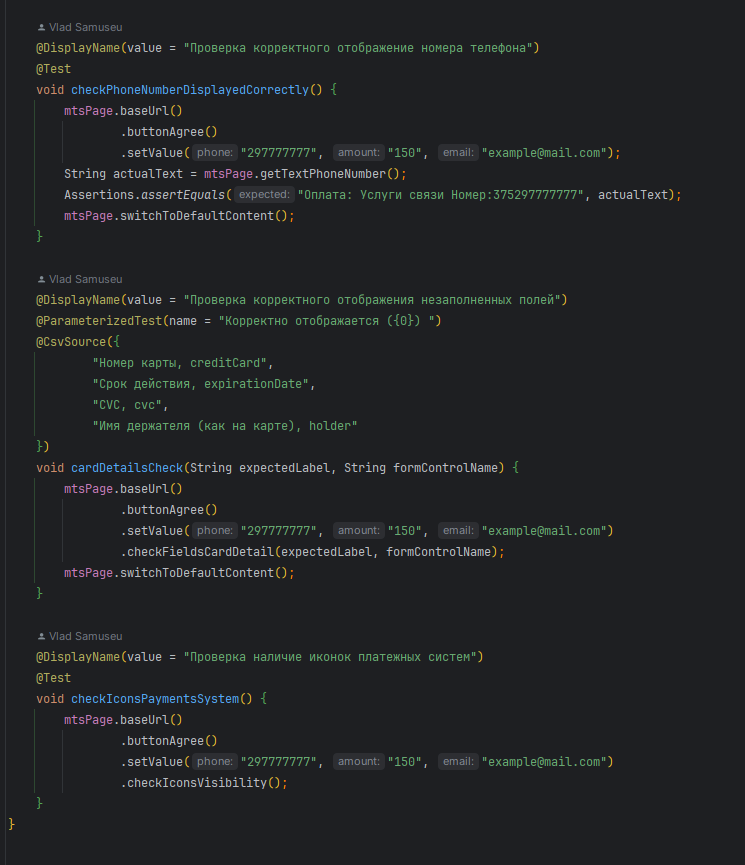 Vlad Samuseu
@DisplayName(value = "Проверка корректного отображение номера телефона")
@Test
void checkPhoneNumberDisplayedCorrectly() {
mtsPage.baseUrl()
.buttonAgree()
.setValue( phone: "297777777", amount: "150", email: "example@mail.com");
String actualText = mtsPage.getTextPhoneNumber();
Assertions.assertEquals( expected: "Оплата: Услуги связи Номер:375297777777", actualText);
mtsPage.switchToDefaultContent();
}
Vlad Samuseu
@DisplayName(value = "Проверка корректного отображения незаполненных полей")
@ParameterizedTest(name = "Корректно отображается ({0}) ")
@CsvSource({
"Номер карты, creditCard",
"Срок действия, expirationDate",
"CVC, cvc",
"Имя держателя (как на карте), holder"
})
void cardDetailsCheck(String expectedLabel, String formControlName) {
mtsPage.baseUrl()
.buttonAgree()
.setValue( phone: "297777777", amount: "150", email: "example@mail.com")
.checkFieldsCardDetail(expectedLabel, formControlName);
mtsPage.switchToDefaultContent();
}
Vlad Samuseu
@DisplayName(value = "Проверка наличие иконок платежных систем")
@Test
void checkIconsPaymentsSystem() {
mtsPage.baseUrl()
.buttonAgree()
.setValue( phone: "297777777", amount: "150", email: "example@mail.com")
.checkIconsVisibility();
}
}